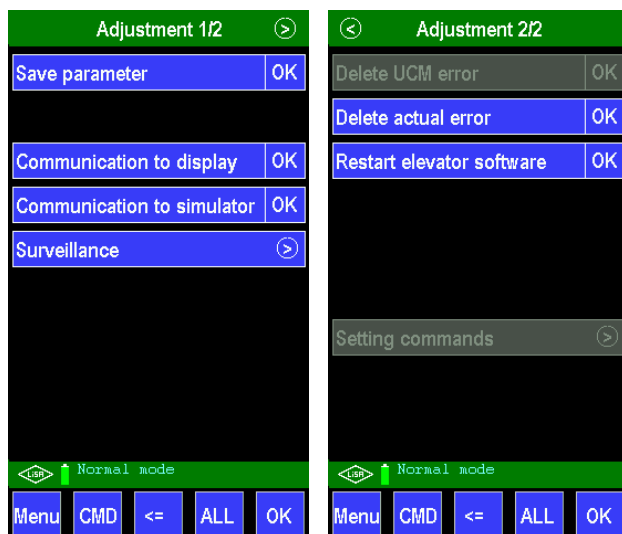 Adjustment 1/2 >
Save parameter OK
Communication to display OK
Communication to simulator OK
Surveillance >
LiSA Normal mode
Menu CMD <= ALL OK
< Adjustment 2/2
Delete UCM error OK
Delete actual error OK
Restart elevator software OK
Setting commands >
LiSA Normal mode
Menu CMD <= ALL OK